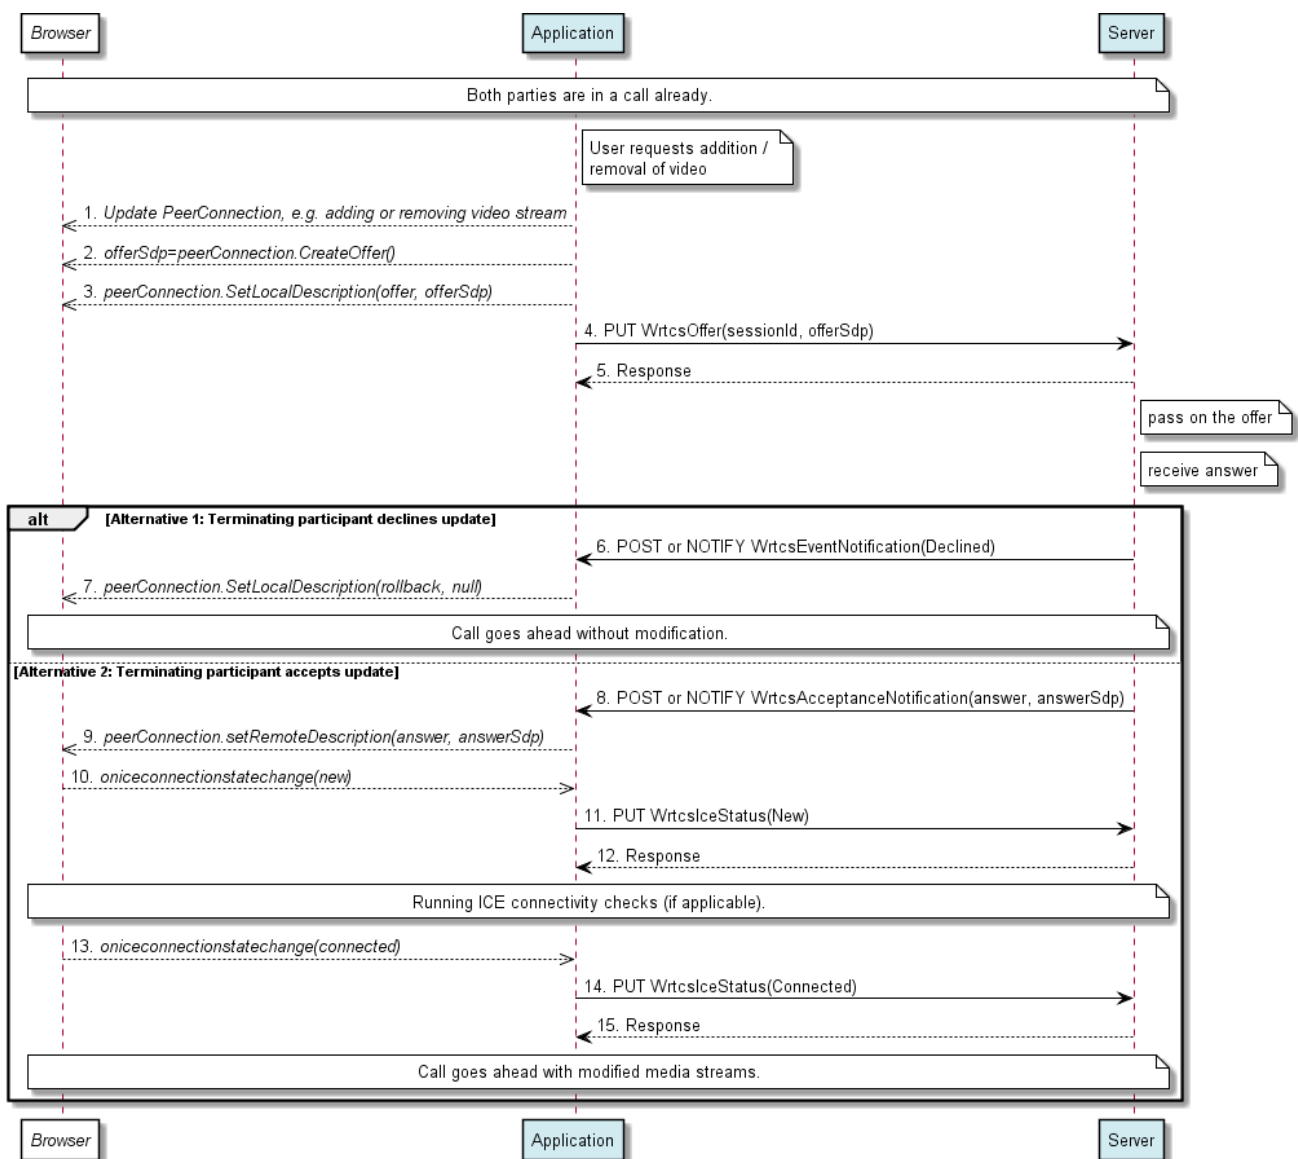 Browser
Application
Server
Both parties are in a call already.
User requests addition /
removal of video
1. Update PeerConnection, e.g. adding or removing video stream
2. offerSdp=peerConnection.CreateOffer()
3. peerConnection.SetLocalDescription(offer, offerSdp)
4. PUT WrtcsOffer(sessionId, offerSdp)
5. Response
pass on the offer
receive answer
alt
[Alternative 1: Terminating participant declines update]
6. POST or NOTIFY WrtcsEventNotification(Declined)
7. peerConnection.SetLocalDescription(rollback, null)
Call goes ahead without modification.
[Alternative 2: Terminating participant accepts update]
8. POST or NOTIFY WrtcsAcceptanceNotification(answer, answerSdp)
9. peerConnection.setRemoteDescription(answer, answerSdp)
10. oniceconnectionstatechange(new)
11. PUT WrtcsIceStatus(New)
12. Response
Running ICE connectivity checks (if applicable).
13. oniceconnectionstatechange(connected)
14. PUT WrtcsIceStatus(Connected)
15. Response
Call goes ahead with modified media streams.
Browser
Application
Server